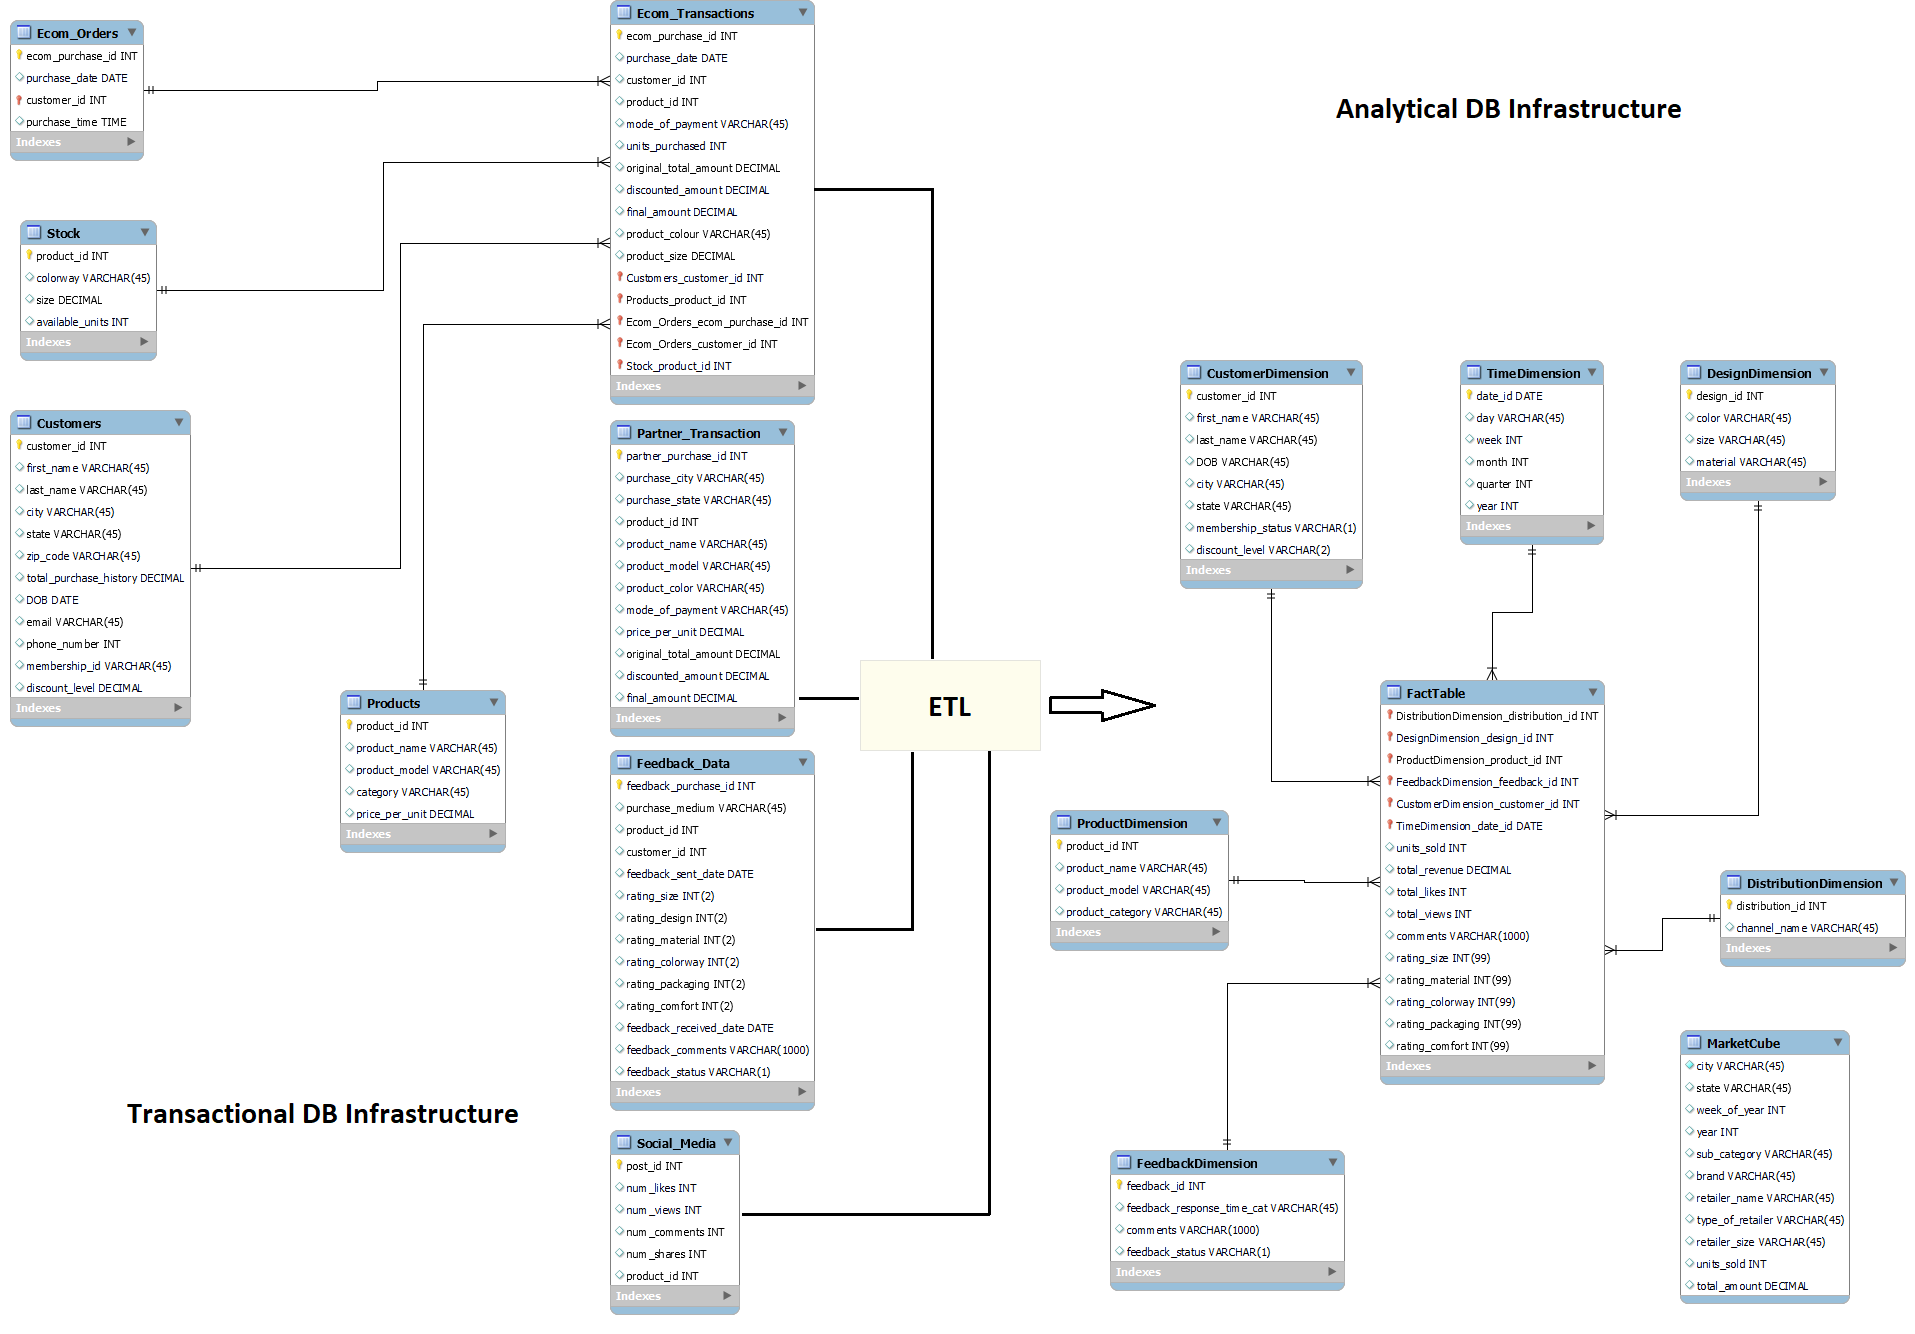 Ecom_Orders
ecom_purchase_id INT
purchase_date DATE
customer_id INT
purchase_time TIME
Indexes
Stock
product_id INT
colorway VARCHAR(45)
size DECIMAL
available_units INT
Indexes
Customers
customer_id INT
first_name VARCHAR(45)
last_name VARCHAR(45)
city VARCHAR(45)
state VARCHAR(45)
zip_code VARCHAR(45)
total_purchase_history DECIMAL
DOB DATE
email VARCHAR(45)
phone_number INT
membership_id VARCHAR(45)
discount_level DECIMAL
Indexes
Products
product_id INT
product_name VARCHAR(45)
product_model VARCHAR(45)
category VARCHAR(45)
price_per_unit DECIMAL
Indexes
Transactional DB Infrastructure
Ecom_Transactions
ecom_purchase_id INT
purchase_date DATE
customer_id INT
product_id INT
mode_of_payment VARCHAR(45)
units_purchased INT
original_total_amount DECIMAL
discounted_amount DECIMAL
final_amount DECIMAL
product_colour VARCHAR(45)
product_size DECIMAL
Customers_customer_id INT
Products_product_id INT
Ecom_Orders_ecom_purchase_id INT
Ecom_Orders_customer_id INT
Stock_product_id INT
Indexes
Partner_Transaction
partner_purchase_id INT
purchase_city VARCHAR(45)
purchase_state VARCHAR(45)
product_id INT
product_name VARCHAR(45)
product_model VARCHAR(45)
product_color VARCHAR(45)
mode_of_payment VARCHAR(45)
price_per_unit DECIMAL
original_total_amount DECIMAL
discounted_amount DECIMAL
final_amount DECIMAL
Indexes
Feedback_Data
feedback_purchase_id INT
purchase_medium VARCHAR(45)
product_id INT
customer_id INT
feedback_sent_date DATE
rating_size INT(2)
rating_design INT(2)
rating_material INT(2)
rating_colorway INT(2)
rating_packaging INT(2)
rating_comfort INT(2)
feedback_received_date DATE
feedback_comments VARCHAR(1000)
feedback_status VARCHAR(1)
Indexes
Social_Media
post_id INT
num_likes INT
num_views INT
num_comments INT
num_shares INT
product_id INT
Indexes
ETL
Analytical DB Infrastructure
CustomerDimension
customer_id INT
first_name VARCHAR(45)
last_name VARCHAR(45)
DOB VARCHAR(45)
city VARCHAR(45)
state VARCHAR(45)
membership_status VARCHAR(1)
discount_level VARCHAR(2)
Indexes
TimeDimension
date_id DATE
day VARCHAR(45)
week INT
month INT
quarter INT
year INT
Indexes
DesignDimension
design_id INT
color VARCHAR(45)
size VARCHAR(45)
material VARCHAR(45)
Indexes
FactTable
DistributionDimension_distribution_id INT
DesignDimension_design_id INT
ProductDimension_product_id INT
FeedbackDimension_feedback_id INT
CustomerDimension_customer_id INT
TimeDimension_date_id DATE
units_sold INT
total_revenue DECIMAL
total_likes INT
total_views INT
comments VARCHAR(1000)
rating_size INT(99)
rating_material INT(99)
rating_colorway INT(99)
rating_packaging INT(99)
rating_comfort INT(99)
Indexes
ProductDimension
product_id INT
product_name VARCHAR(45)
product_model VARCHAR(45)
product_category VARCHAR(45)
Indexes
DistributionDimension
distribution_id INT
channel_name VARCHAR(45)
Indexes
FeedbackDimension
feedback_id INT
feedback_response_time_cat VARCHAR(45)
comments VARCHAR(1000)
feedback_status VARCHAR(1)
Indexes
MarketCube
city VARCHAR(45)
state VARCHAR(45)
week_of_year INT
year INT
sub_category VARCHAR(45)
brand VARCHAR(45)
retailer_name VARCHAR(45)
type_of_retailer VARCHAR(45)
retailer_size VARCHAR(45)
units_sold INT
total_amount DECIMAL